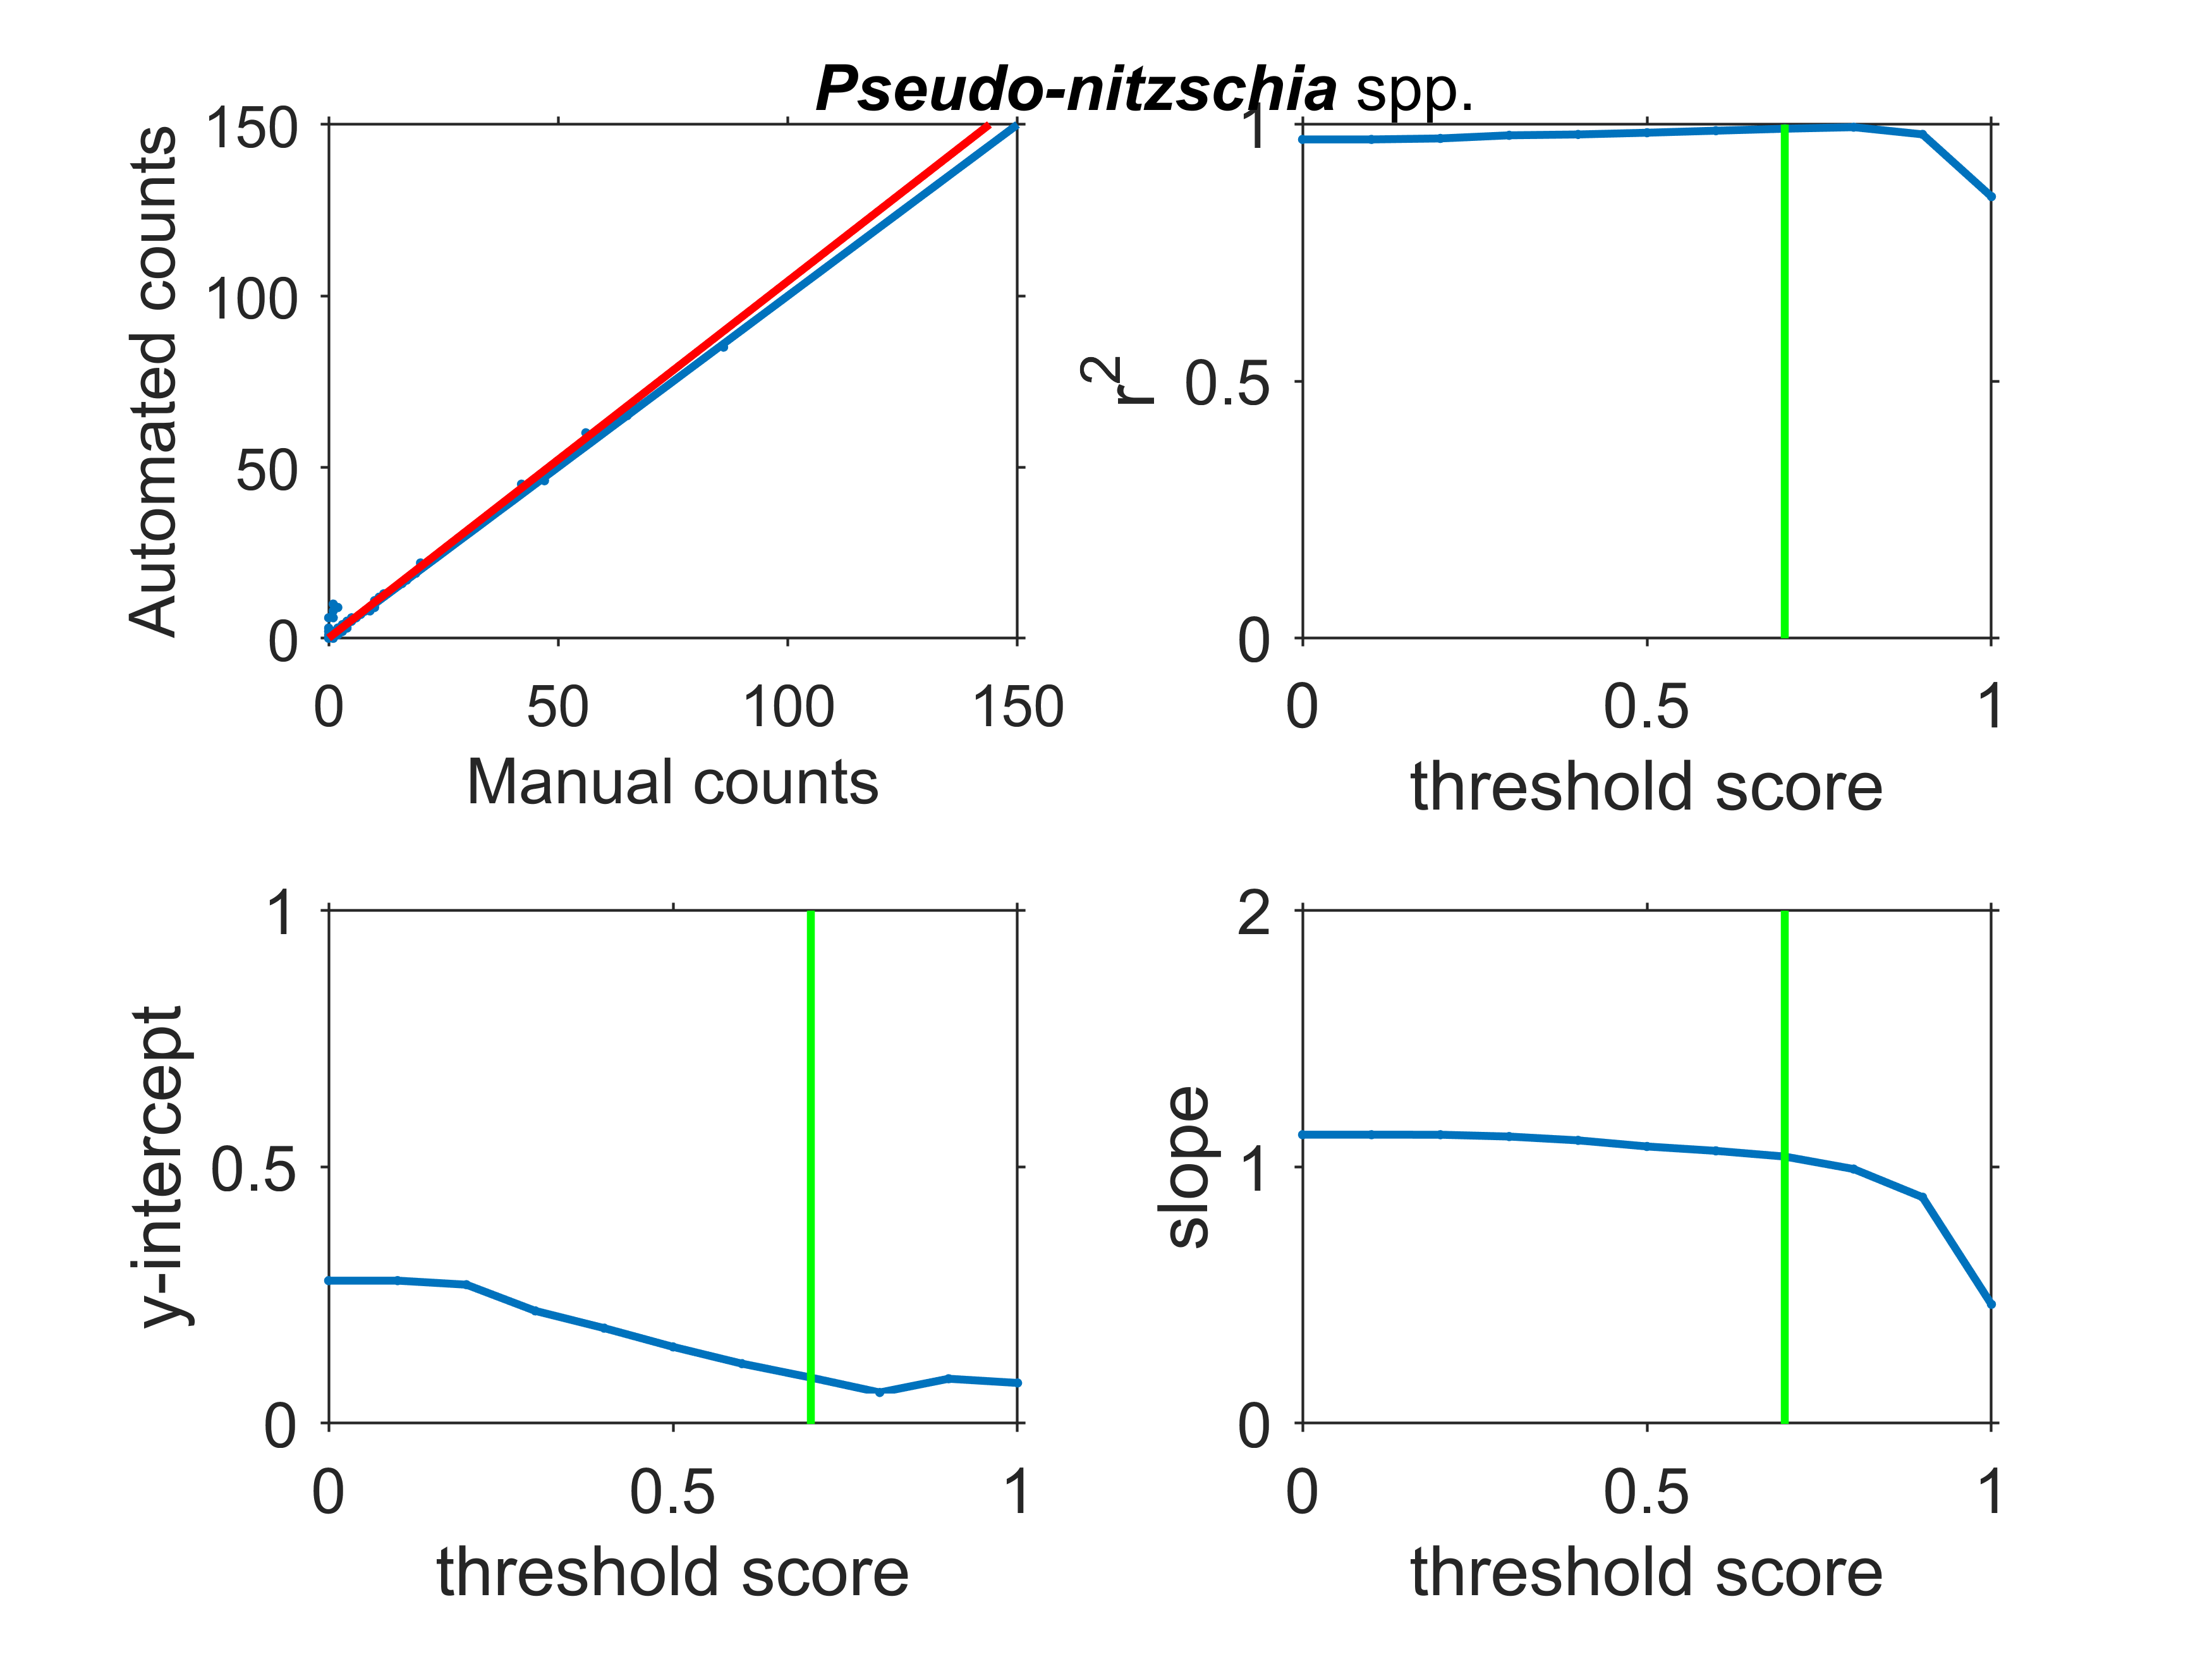 Pseudo-nitzschia spp.
150
100
50
0
Automated counts
0 50 100 150
Manual counts
1
0.5
0
r2
0 0.5 1
threshold score
1
0.5
0
y-intercept
0 0.5 1
threshold score
2
1
0
slope
0 0.5 1
threshold score